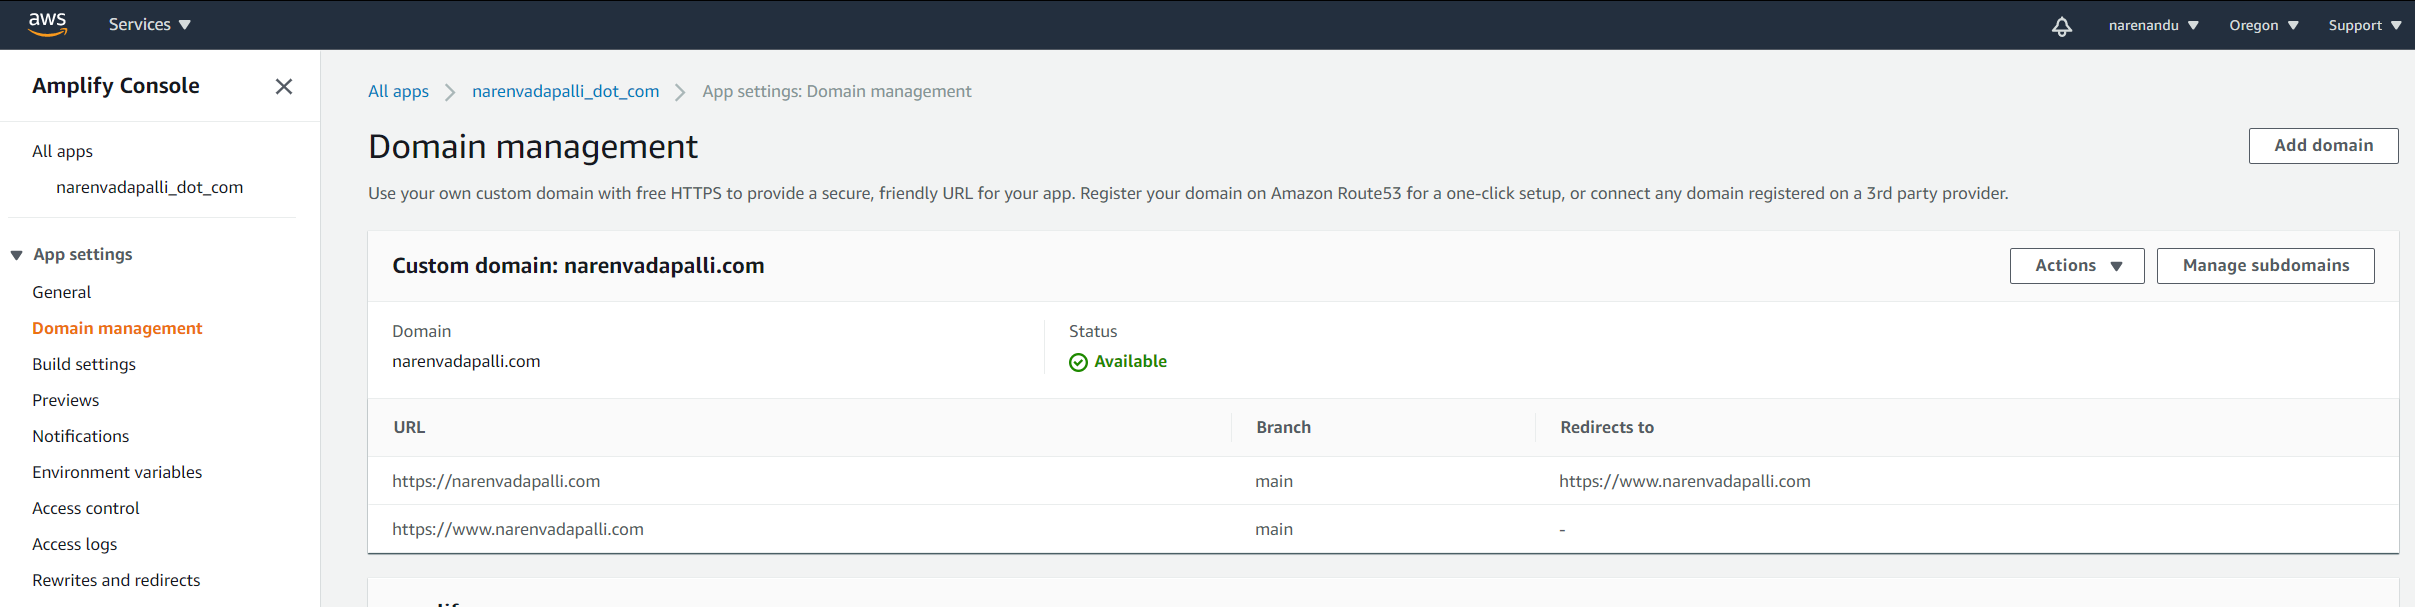 aws Services narenandu Oregon Support
Amplify Console
All apps
narenvadapalli_dot_com
App settings
General
Domain management
Build settings
Previews
Notifications
Environment variables
Access control
Access logs
Rewrites and redirects
All apps narenvadapalli_dot_com App settings: Domain management
Domain management
Add domain
Use your own custom domain with free HTTPS to provide a secure, friendly URL for your app. Register your domain on Amazon Route53 for a one-click setup, or connect any domain registered on a 3rd party provider.
Custom domain: narenvadapalli.com
Actions Manage subdomains
Domain
narenvadapalli.com
Status
Available
URL Branch Redirects to
https://narenvadapalli.com main https://www.narenvadapalli.com
https://www.narenvadapalli.com main -